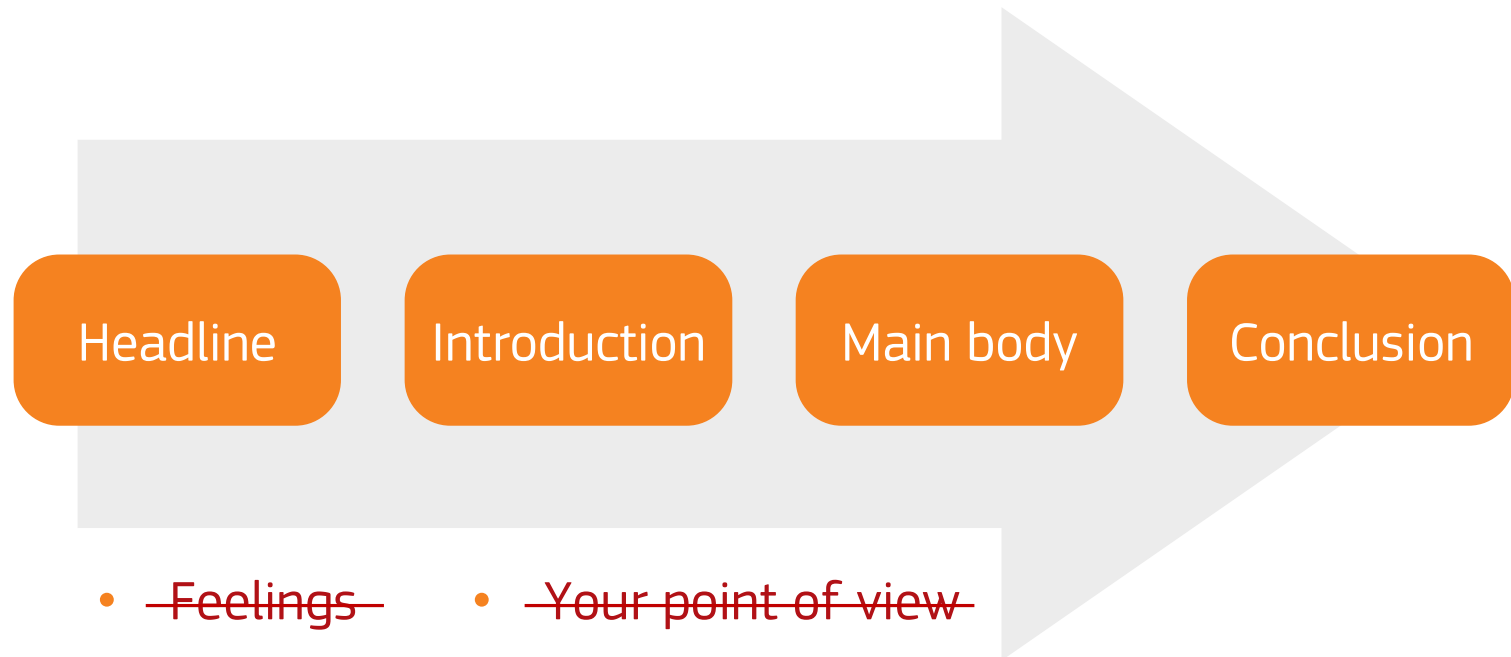 Headline Introduction Main body Conclusion
• Feelings • Your point of view